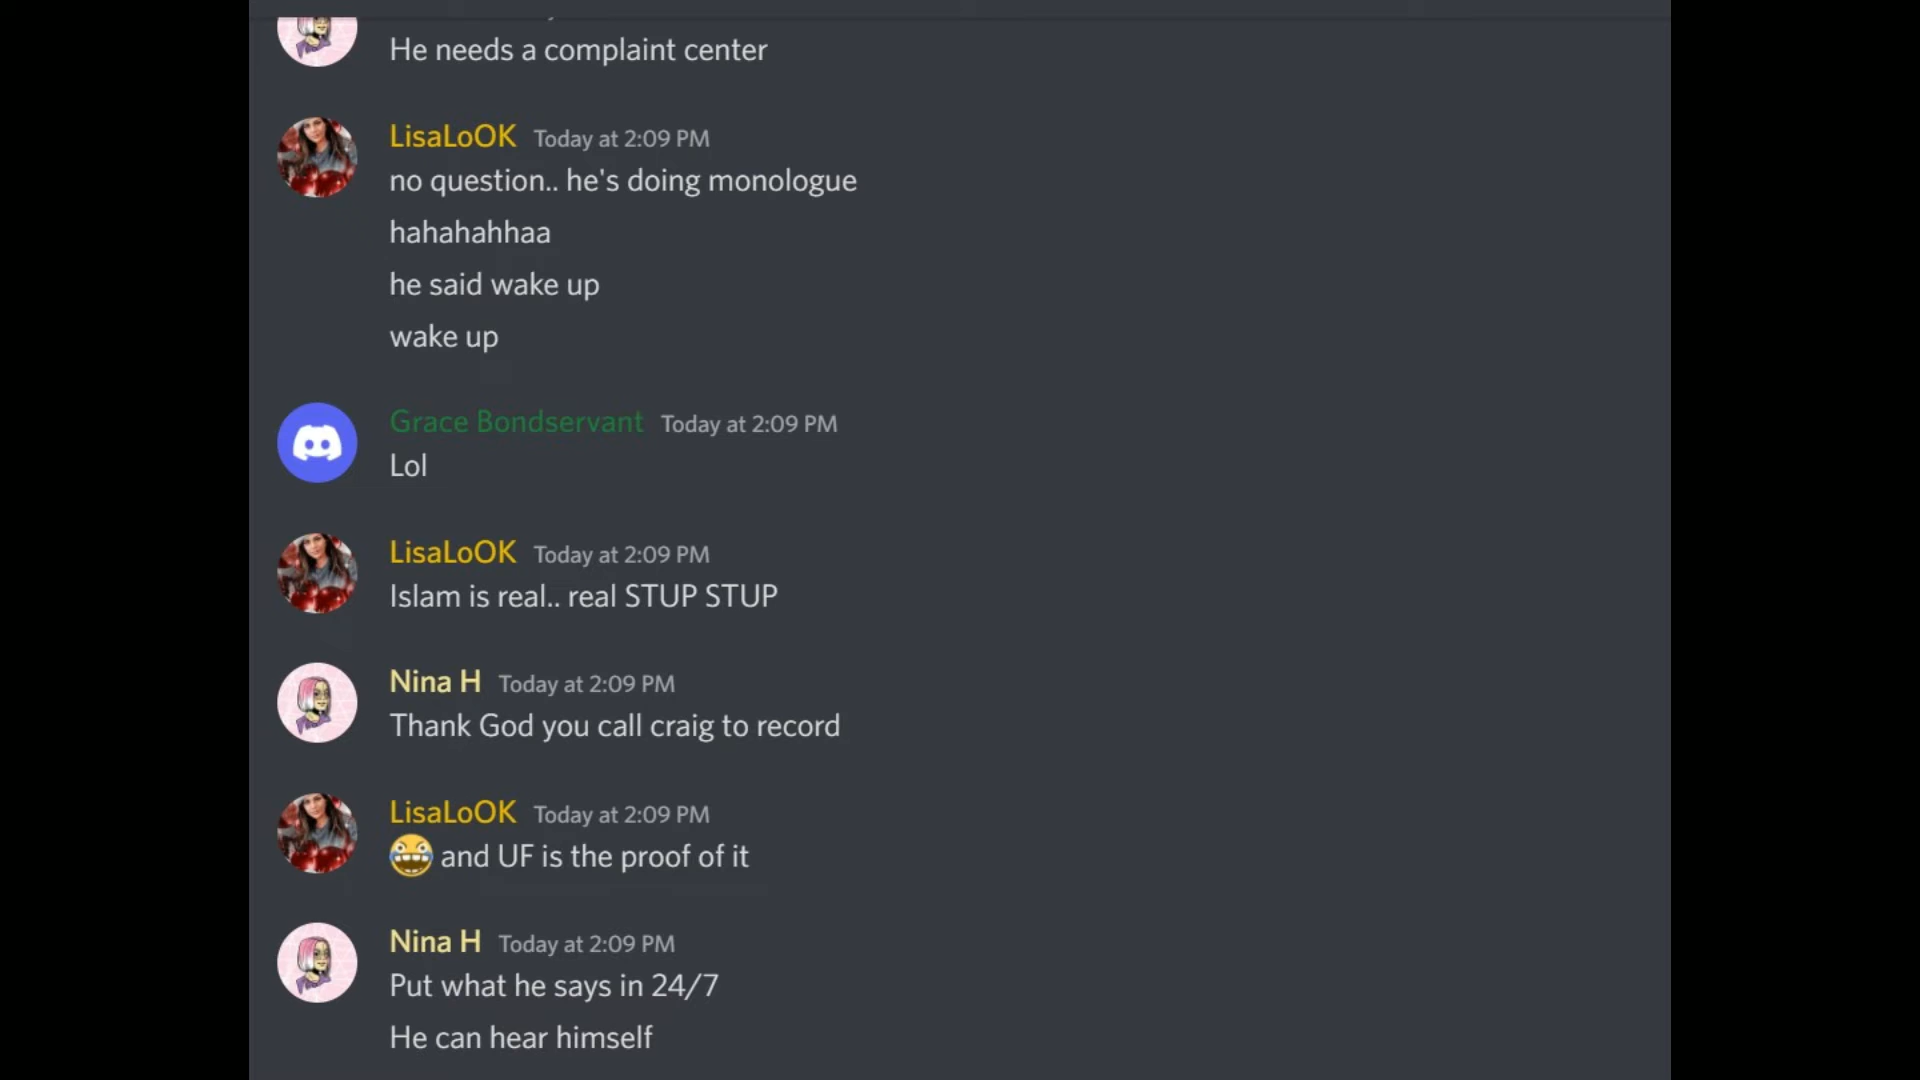 He needs a complaint center
LisaLoOK Today at 2:09 PM
no question.. he's doing monologue
hahahahhaa
he said wake up
wake up
Grace Bondservant Today at 2:09 PM
Lol
LisaLoOK Today at 2:09 PM
Islam is real.. real STUP STUP
Nina H Today at 2:09 PM
Thank God you call craig to record
LisaLoOK Today at 2:09 PM
and UF is the proof of it
Nina H Today at 2:09 PM
Put what he says in 24/7
He can hear himself